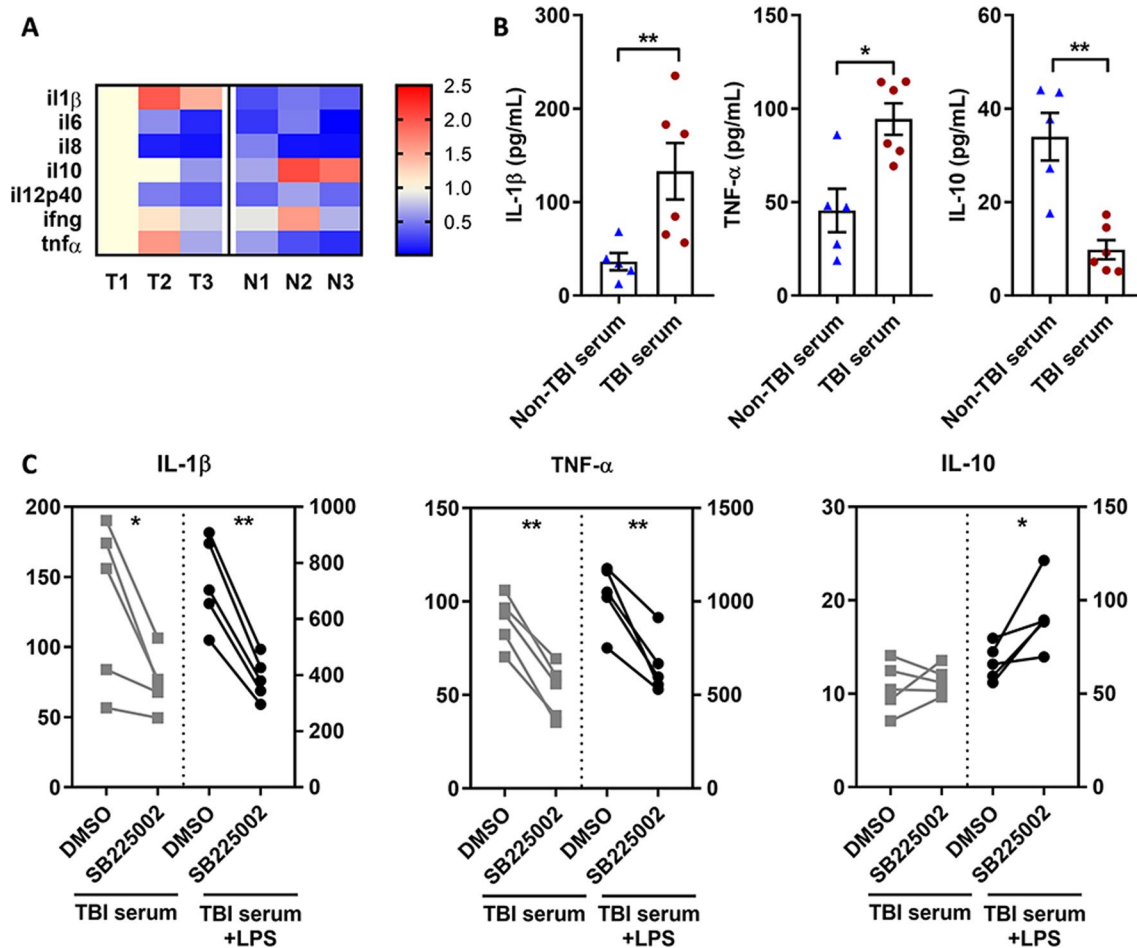 A
il1β
il6
il8
il10
il12p40
ifng
tnfα
T1 T2 T3 N1 N2 N3
2.5
2.0
1.5
1.0
0.5
B
IL-1β (pg/mL)
300
200
100
0
**
Non-TBI serum
TBI serum
TNF-α (pg/mL)
150
100
50
0
*
Non-TBI serum
TBI serum
IL-10 (pg/mL)
60
40
20
0
**
Non-TBI serum
TBI serum
C
IL-1β
200
150
100
50
0
* **
1000
800
600
400
200
0
DMSO
SB225002
DMSO
SB225002
TBI serum
TBI serum
+LPS
TNF-α
150
100
50
0
** **
1500
1000
500
0
DMSO
SB225002
DMSO
SB225002
TBI serum
TBI serum
+LPS
IL-10
30
20
10
0
*
150
100
50
0
DMSO
SB225002
DMSO
SB225002
TBI serum
TBI serum
+LPS